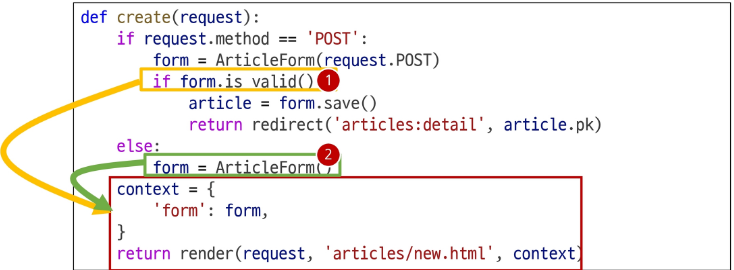 def create(request):
    if request.method == 'POST':
        form = ArticleForm(request.POST)
        if form.is_valid()
1
            article = form.save()
            return redirect('articles:detail', article.pk)
    else:
2
        form = ArticleForm()
    context = {
        'form': form,
    }
    return render(request, 'articles/new.html', context)